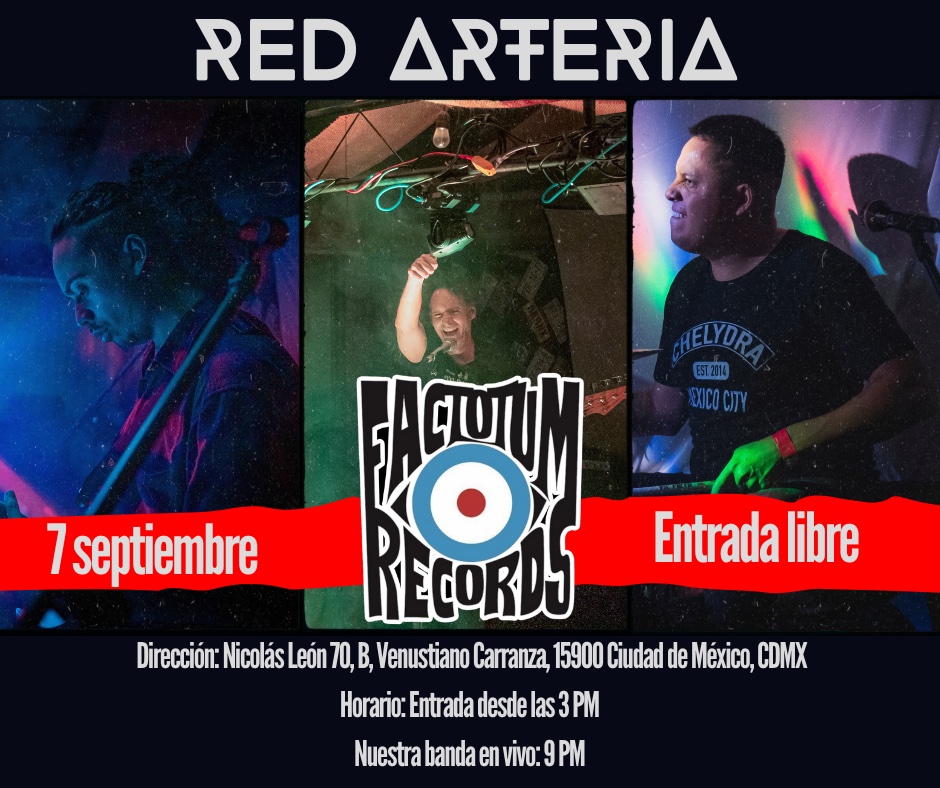 RED ARTERIA
CHELYDRA
EST. 2014
MEXICO CITY
FACTOTUM
RECORDS
7 septiembre
Entrada libre
Dirección: Nicolás León 70, B, Venustiano Carranza, 15900 Ciudad de México, CDMX
Horario: Entrada desde las 3 PM
Nuestra banda en vivo: 9 PM